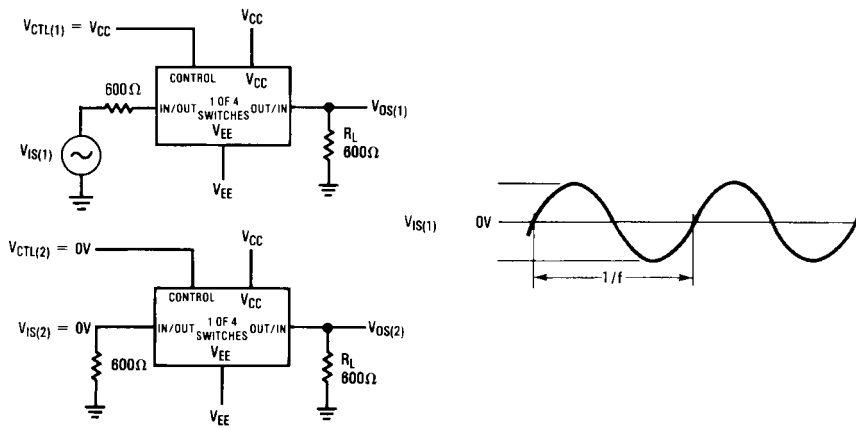 V_CTL(1) = V_CC
V_CC
CONTROL
V_CC
600Ω
IN/OUT
1 OF 4
OUT/IN
SWITCHES
V_EE
V_OS(1)
V_IS(1)
R_L
600Ω
V_EE
V_CTL(2) = 0V
V_CC
CONTROL
V_CC
V_IS(2) = 0V
IN/OUT
1 OF 4
OUT/IN
SWITCHES
V_EE
V_OS(2)
600Ω
R_L
600Ω
V_EE
V_IS(1)
0V
1/f